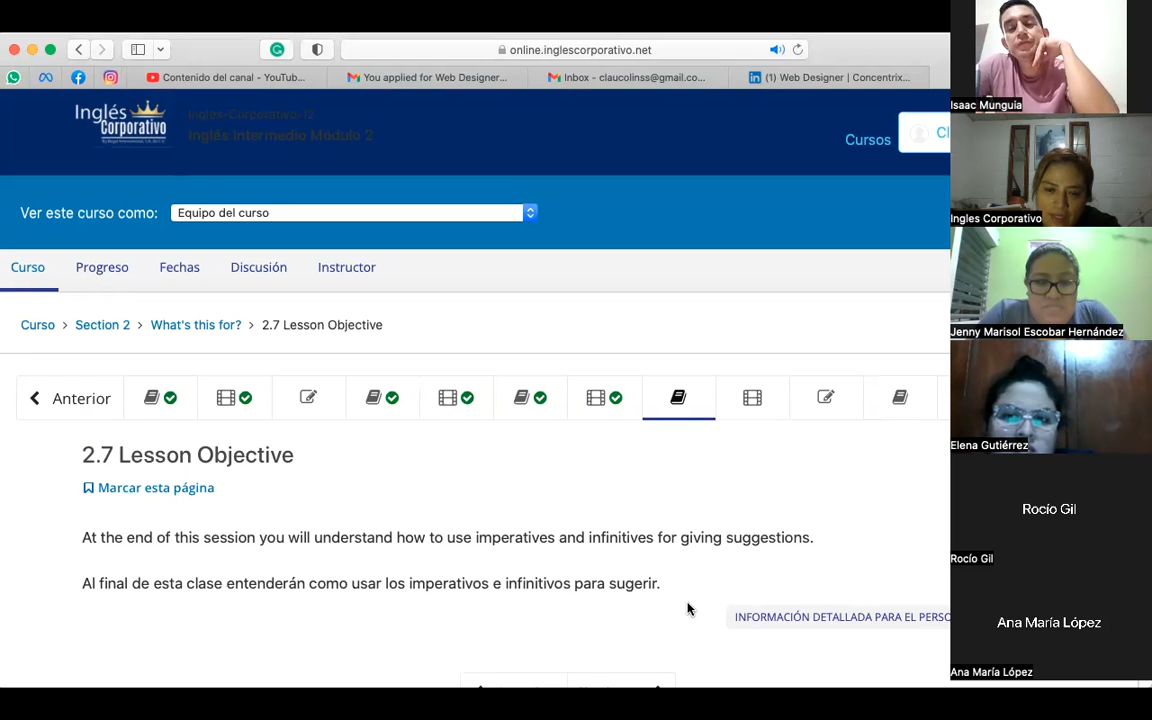 online.inglescorporativo.net
Contenido del canal - YouTub...
You applied for Web Designer...
Inbox - claucolinss@gmail.co...
(1) Web Designer | Concentrix...
Inglés
Corporativo
Ingles-Corporativo-12
Inglés Intermedio Módulo 2
Cursos
Cl
Ver este curso como:
Equipo del curso
Curso
Progreso
Fechas
Discusión
Instructor
Curso > Section 2 > What's this for? > 2.7 Lesson Objective
Anterior
2.7 Lesson Objective
Marcar esta página
At the end of this session you will understand how to use imperatives and infinitives for giving suggestions.
Al final de esta clase entenderán como usar los imperativos e infinitivos para sugerir.
INFORMACIÓN DETALLADA PARA EL PERSO
Isaac Munguia
Ingles Corporativo
Jenny Marisol Escobar Hernández
Elena Gutiérrez
Rocío Gil
Rocío Gil
Ana María López
Ana María López